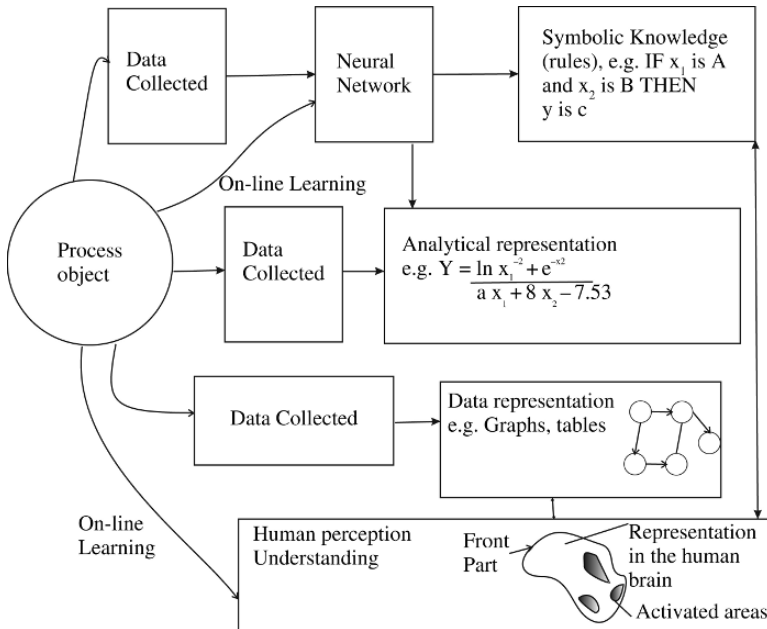 Data
Collected
Neural
Network
Symbolic Knowledge
(rules), e.g. IF x₁ is A
and x₂ is B THEN
y is c
On-line Learning
Process
object
Data
Collected
Analytical representation
e.g. Y = ln x₁⁻² + e⁻ˣ²
a x₁ + 8 x₂ – 7.53
Data Collected
Data representation
e.g. Graphs, tables
On-line
Learning
Human perception
Understanding
Front
Part
Representation
in the human
brain
Activated areas